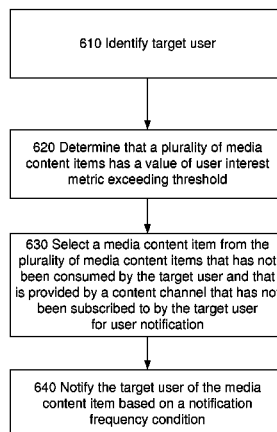 610 Identify target user
620 Determine that a plurality of media
content items has a value of user interest
metric exceeding threshold
630 Select a media content item from the
plurality of media content items that has not
been consumed by the target user and that
is provided by a content channel that has not
been subscribed to by the target user
for user notification
640 Notify the target user of the media
content item based on a notification
frequency condition